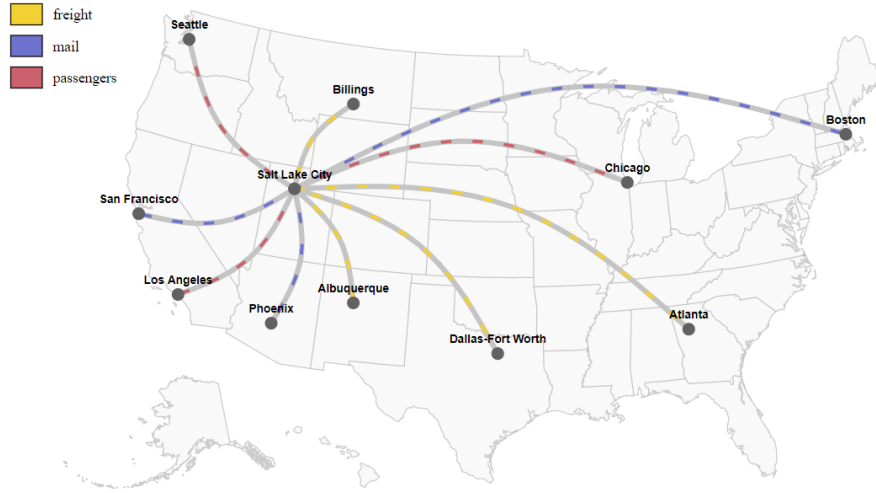 freight
mail
passengers
Seattle
Billings
Boston
Chicago
Salt Lake City
San Francisco
Los Angeles
Albuquerque
Phoenix
Atlanta
Dallas-Fort Worth